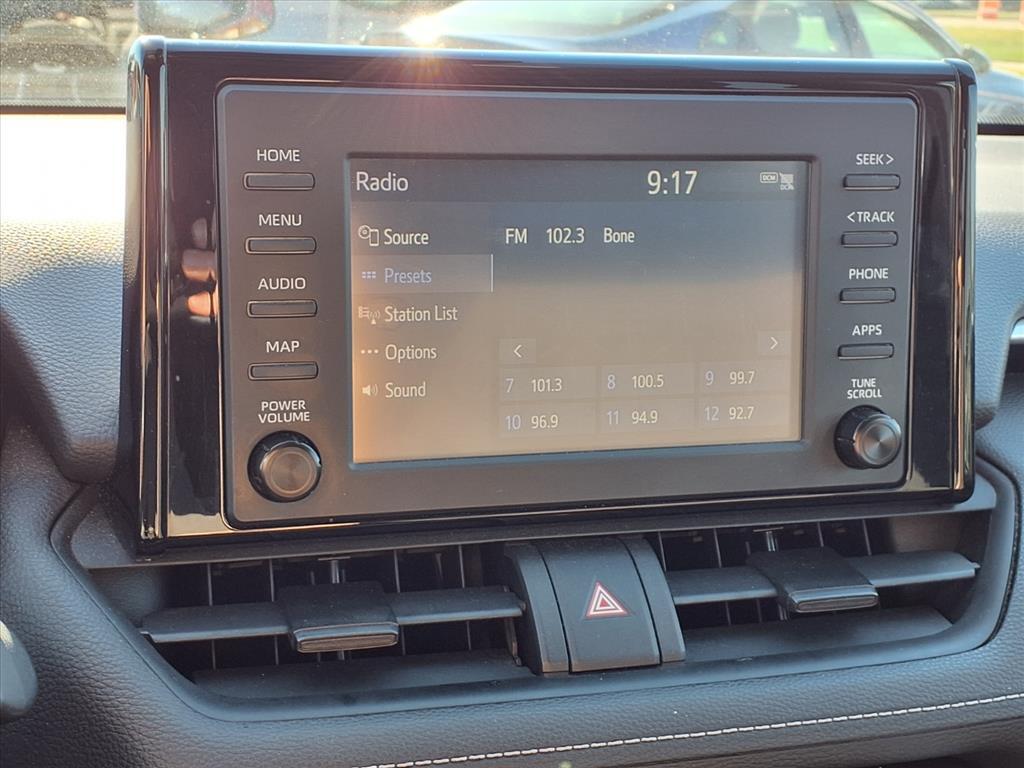 HOME
MENU
AUDIO
MAP
POWER
VOLUME
Radio 9:17 DCM DCM
Source
Presets
Station List
Options
Sound
FM 102.3 Bone
7 101.3 8 100.5 9 99.7
10 96.9 11 94.9 12 92.7
SEEK >
< TRACK
PHONE
APPS
TUNE
SCROLL